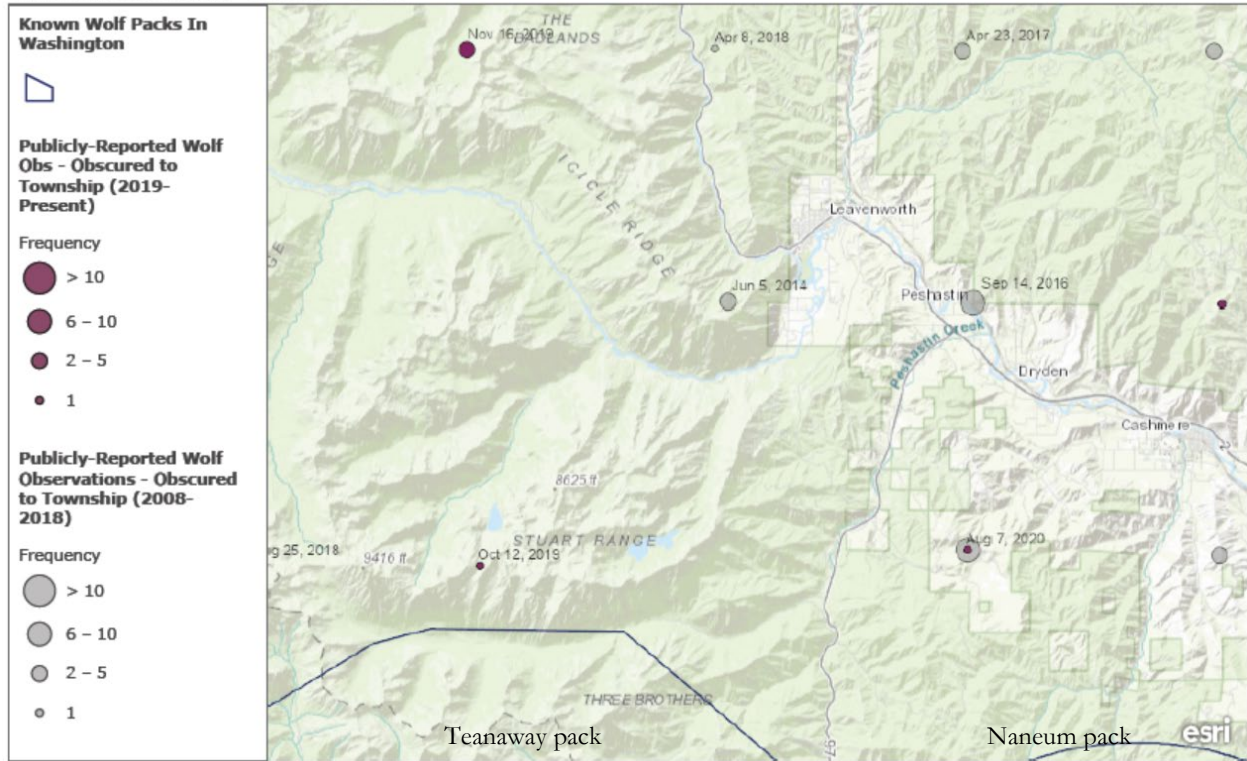 Known Wolf Packs In
Washington
Publicly-Reported Wolf
Obs - Obscured to
Township (2019-
Present)
Frequency
> 10
6 – 10
2 – 5
1
Publicly-Reported Wolf
Observations - Obscured
to Township (2008-
2018)
Frequency
> 10
6 – 10
2 – 5
1
THE
BADLANDS
Nov 16, 2019
Apr 8, 2018
Apr 23, 2017
ICICLE RIDGE
Leavenworth
Jun 5, 2014
Peshastin
Sep 14, 2016
Peshastin Creek
Dryden
Cashmere
2
8625 ft
STUART RANGE
Aug 7, 2020
g 25, 2018
9416 ft
Oct 12, 2019
THREE BROTHERS
97
Teanaway pack
Naneum pack
esri